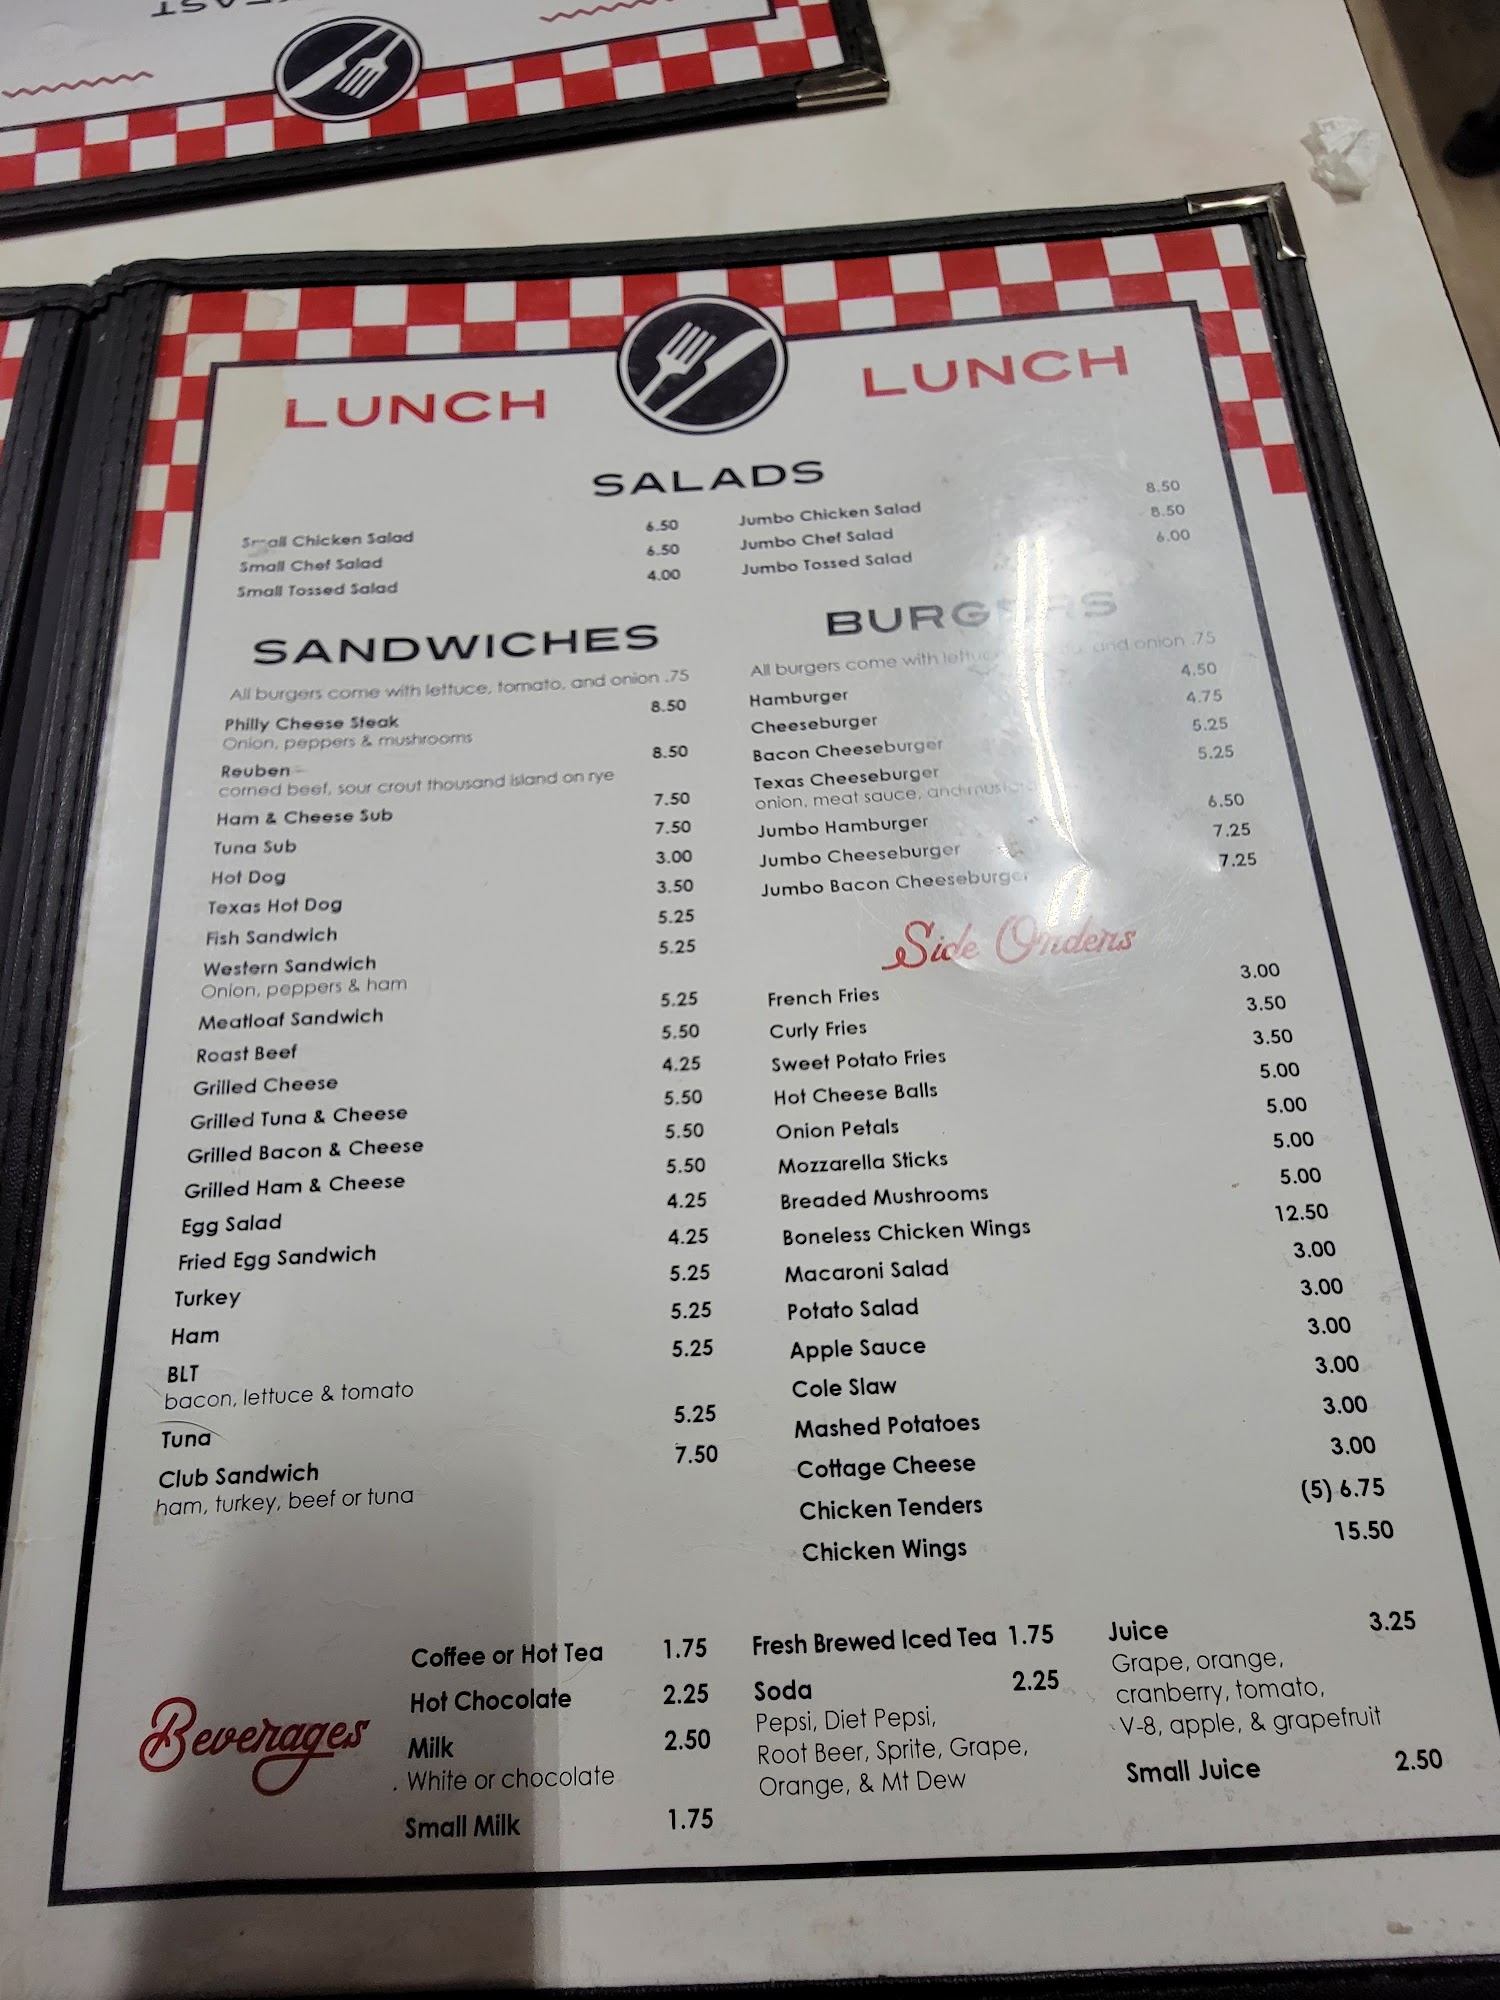 LUNCH LUNCH
SALADS
Small Chicken Salad 6.50
Small Chef Salad 6.50
Small Tossed Salad 4.00
Jumbo Chicken Salad 8.50
Jumbo Chef Salad 8.50
Jumbo Tossed Salad 6.00
SANDWICHES
All burgers come with lettuce, tomato, and onion .75
Philly Cheese Steak 8.50
Onion, peppers & mushrooms
Reuben 8.50
corned beef, sour crout thousand island on rye
Ham & Cheese Sub 7.50
Tuna Sub 7.50
Hot Dog 3.00
Texas Hot Dog 3.50
Fish Sandwich 5.25
Western Sandwich 5.25
Onion, peppers & ham
Meatloaf Sandwich 5.25
Roast Beef 5.50
Grilled Cheese 4.25
Grilled Tuna & Cheese 5.50
Grilled Bacon & Cheese 5.50
Grilled Ham & Cheese 5.50
Egg Salad 4.25
Fried Egg Sandwich 4.25
Turkey 5.25
Ham 5.25
BLT 5.25
bacon, lettuce & tomato
Tuna 5.25
Club Sandwich 7.50
ham, turkey, beef or tuna
BURGERS
All burgers come with and onion .75
Hamburger 4.50
Cheeseburger 4.75
Bacon Cheeseburger 5.25
Texas Cheeseburger 5.25
onion, meat sauce, and mustard
Jumbo Hamburger 6.50
Jumbo Cheeseburger 7.25
Jumbo Bacon Cheeseburger 7.25
Side Orders
French Fries 3.00
Curly Fries 3.50
Sweet Potato Fries 3.50
Hot Cheese Balls 5.00
Onion Petals 5.00
Mozzarella Sticks 5.00
Breaded Mushrooms 5.00
Boneless Chicken Wings 12.50
Macaroni Salad 3.00
Potato Salad 3.00
Apple Sauce 3.00
Cole Slaw 3.00
Mashed Potatoes 3.00
Cottage Cheese 3.00
Chicken Tenders (5) 6.75
Chicken Wings 15.50
Beverages
Coffee or Hot Tea 1.75
Hot Chocolate 2.25
Milk 2.50
White or chocolate
Small Milk 1.75
Fresh Brewed Iced Tea 1.75
Soda 2.25
Pepsi, Diet Pepsi,
Root Beer, Sprite, Grape,
Orange, & Mt Dew
Juice 3.25
Grape, orange,
cranberry, tomato,
V-8, apple, & grapefruit
Small Juice 2.50